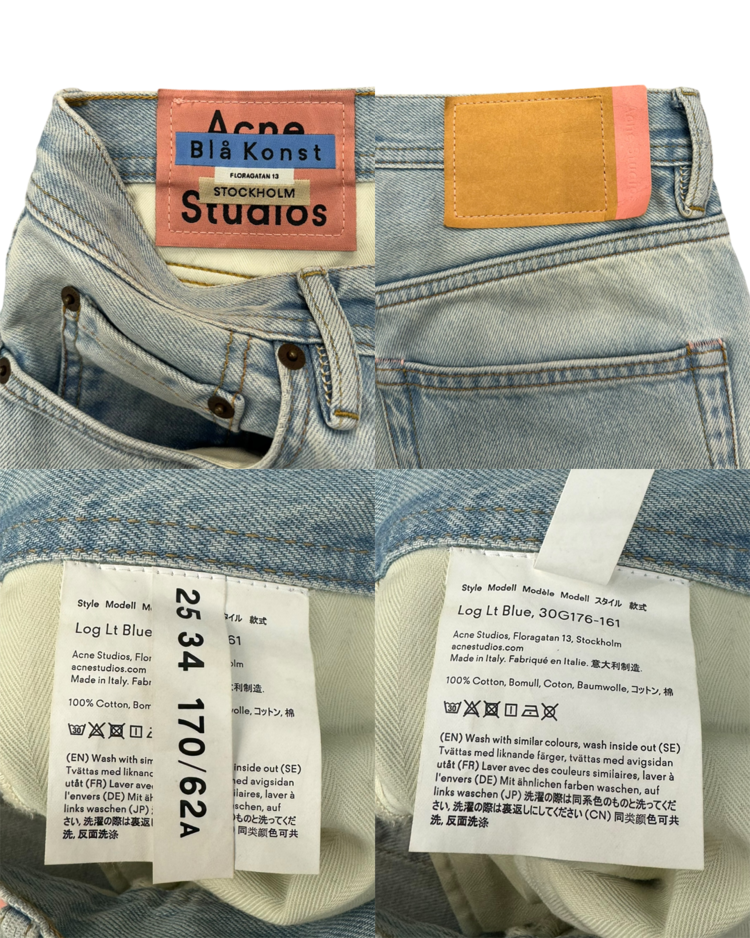 Acne
Blå Konst
FLORAGATAN 13
STOCKHOLM
Studios
Style Modell
Log Lt Blue
スタイル 款式
161
Acne Studios, Flor
acnestudios.com
Made in Italy. Fabr
大利制造.
100% Cotton, Bom
wolle, コットン, 棉
(EN) Wash with similar colours, wash inside out (SE)
Tvättas med liknande
avigsidan
utåt (FR) Laver avec
l'envers (DE) Mit äh
waschen, auf
links waschen (JP)
のものと洗ってくだ
さい, 洗濯の際は裏返し
同类颜色可共
洗, 反面洗涤
25 34 170/62A
Style Modell Modèle Modell スタイル 款式
Log Lt Blue, 30G176-161
Acne Studios, Floragatan 13, Stockholm
acnestudios.com
Made in Italy. Fabriqué en Italie. 意大利制造.
100% Cotton, Bomull, Coton, Baumwolle, コットン, 棉
30
(EN) Wash with similar colours, wash inside out (SE)
Tvättas med liknande färger, tvättas med avigsidan
utåt (FR) Laver avec des couleurs similaires, laver à
l'envers (DE) Mit ähnlichen farben waschen, auf
links waschen (JP) 洗濯の際は同系色のものと洗ってくだ
さい, 洗濯の際は裏返しにしてください (CN) 同类颜色可共
洗, 反面洗涤